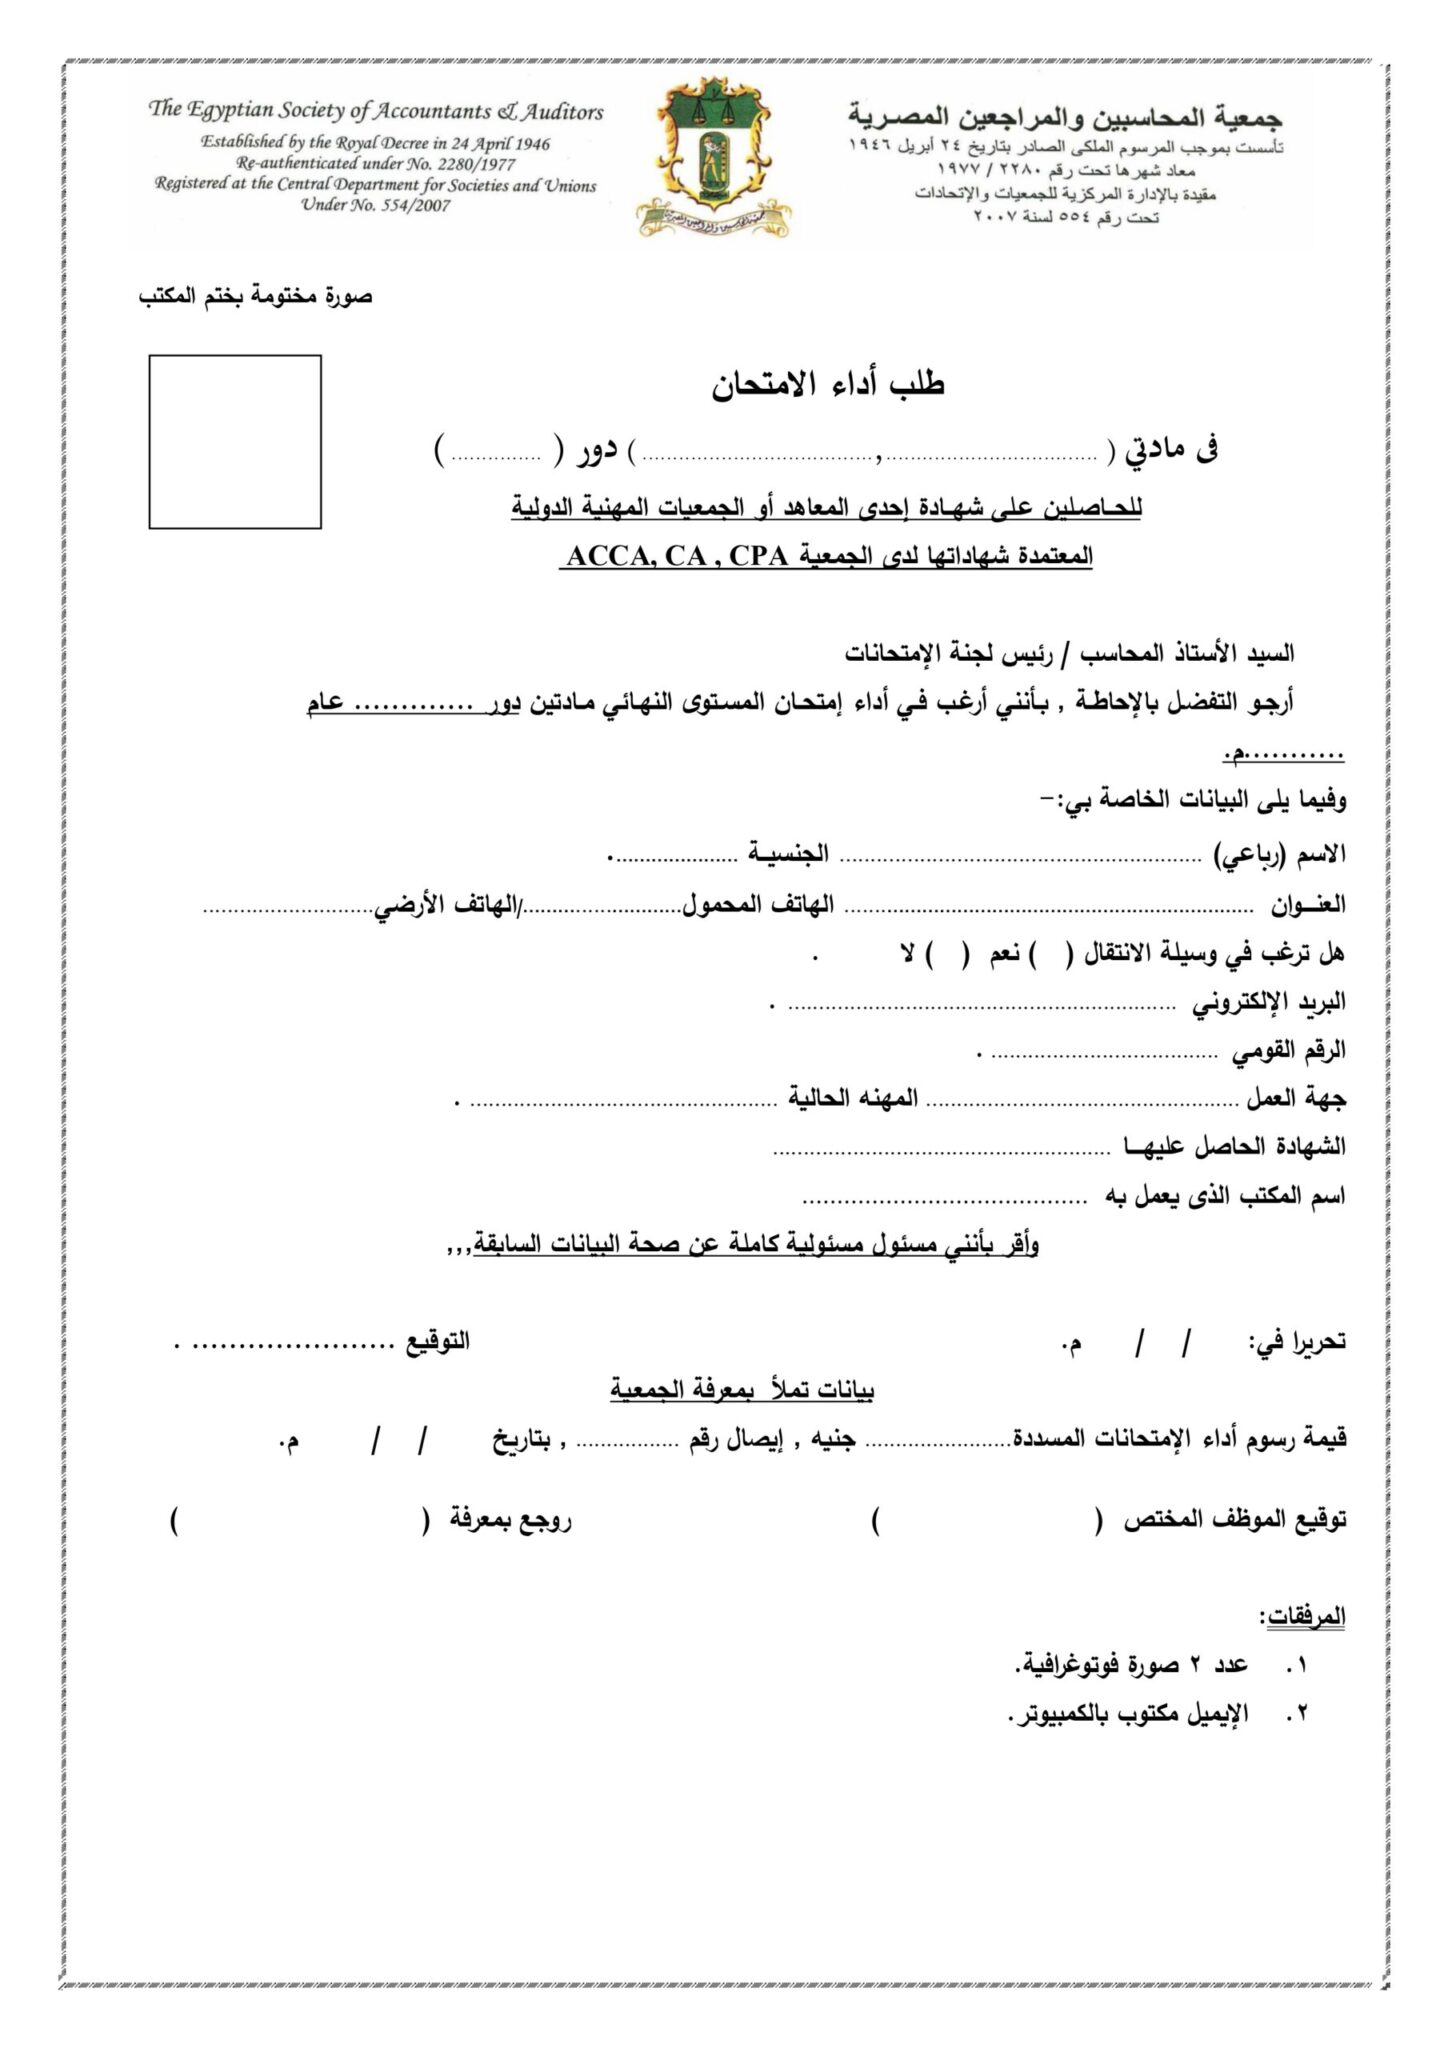 The Egyptian Society of Accountants & Auditors
Established by the Royal Decree in 24 April 1946
Re-authenticated under No. 2280/1977
Registered at the Central Department for Societies and Unions
Under No. 554/2007
جمعية المحاسبين والمراجعين المصرية
تأسست بموجب المرسوم الملكى الصادر بتاريخ ٢٤ أبريل ١٩٤٦
معاد شهرها تحت رقم ٢٢٨٠ / ١٩٧٧
مقيدة بالإدارة المركزية للجمعيات والإتحادات
تحت رقم ٥٥٤ لسنة ٢٠٠٧
جمعية المحاسبين والمراجعين المصرية
صورة مختومة بختم المكتب
طلب أداء الامتحان
فى مادتي ( ..................................,..................................... ) دور ( ............... )
للحاصلين على شهادة إحدى المعاهد أو الجمعيات المهنية الدولية
المعتمدة شهاداتها لدى الجمعية ACCA, CA , CPA
السيد الأستاذ المحاسب / رئيس لجنة الإمتحانات
أرجو التفضل بالإحاطة , بأنني أرغب في أداء إمتحان المستوى النهائي مادتين دور ............. عام
...........م.
وفيما يلى البيانات الخاصة بي:-
الاسم (رباعي) ............................................................ الجنسية .....................
العنوان .................................................................. الهاتف المحمول........................../الهاتف الأرضي............................
هل ترغب في وسيلة الانتقال ( ) نعم ( ) لا .
البريد الإلكتروني ............................................................... .
الرقم القومي ..................................... .
جهة العمل ................................................... المهنه الحالية .................................................. .
الشهادة الحاصل عليها .......................................................
اسم المكتب الذى يعمل به .........................................
وأقر بأنني مسئول مسئولية كاملة عن صحة البيانات السابقة,,,
تحريرا في: / / م. التوقيع ...................... .
بيانات تملأ بمعرفة الجمعية
قيمة رسوم أداء الإمتحانات المسددة........................ جنيه , إيصال رقم ................. , بتاريخ / / م.
توقيع الموظف المختص ( ) روجع بمعرفة ( )
المرفقات:
١. عدد ٢ صورة فوتوغرافية.
٢. الإيميل مكتوب بالكمبيوتر.